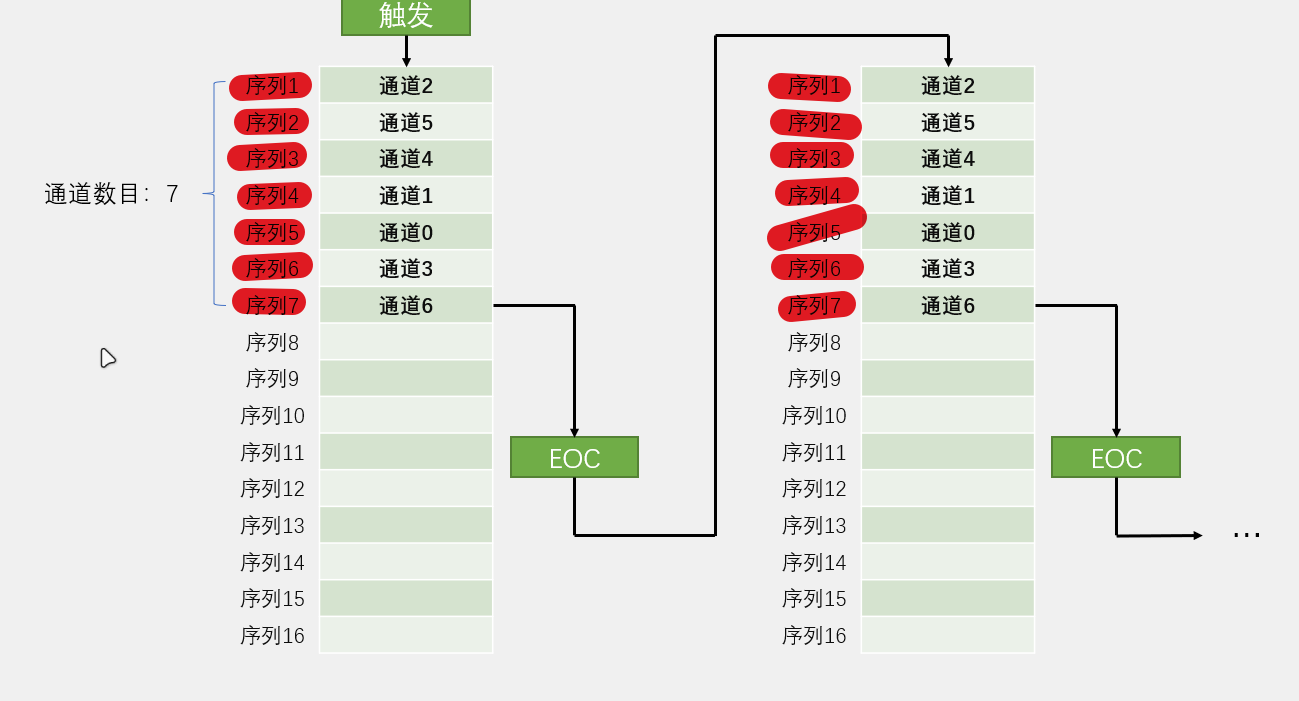 触发
通道数目：7
序列1 通道2
序列2 通道5
序列3 通道4
序列4 通道1
序列5 通道0
序列6 通道3
序列7 通道6
序列8
序列9
序列10
序列11
序列12
序列13
序列14
序列15
序列16
EOC
序列1 通道2
序列2 通道5
序列3 通道4
序列4 通道1
序列5 通道0
序列6 通道3
序列7 通道6
序列8
序列9
序列10
序列11
序列12
序列13
序列14
序列15
序列16
EOC
…